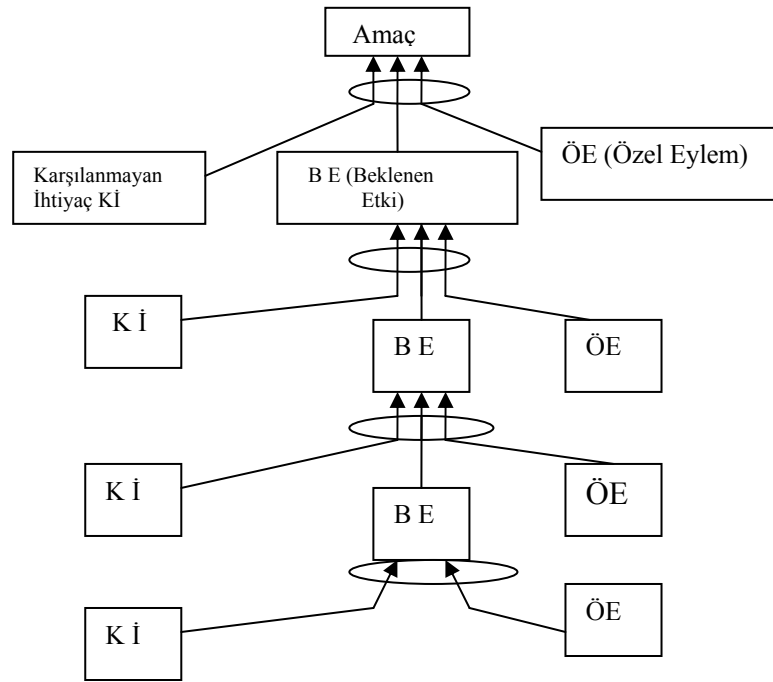 Amaç
Karşılanmayan
İhtiyaç Kİ
B E (Beklenen
Etki)
ÖE (Özel Eylem)
K İ
B E
ÖE
K İ
B E
ÖE
K İ
ÖE